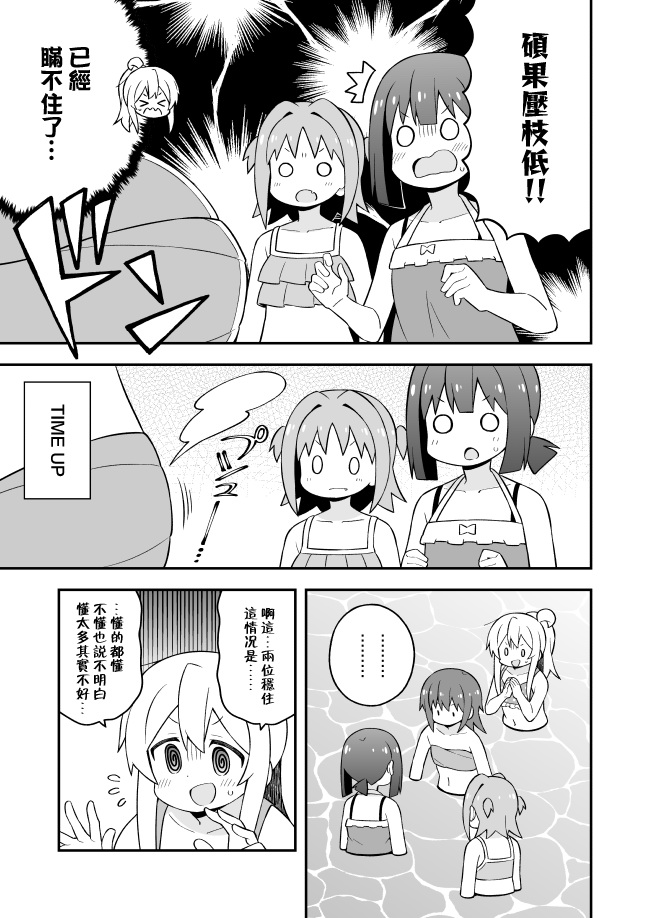 碩果壓枝低!!
已經
瞞不住了…
ドン
TIME UP
プピュー……
………
啊這…兩位穩住
這情況是……
…懂的都懂
不懂也說不明白
懂太多其實不好…